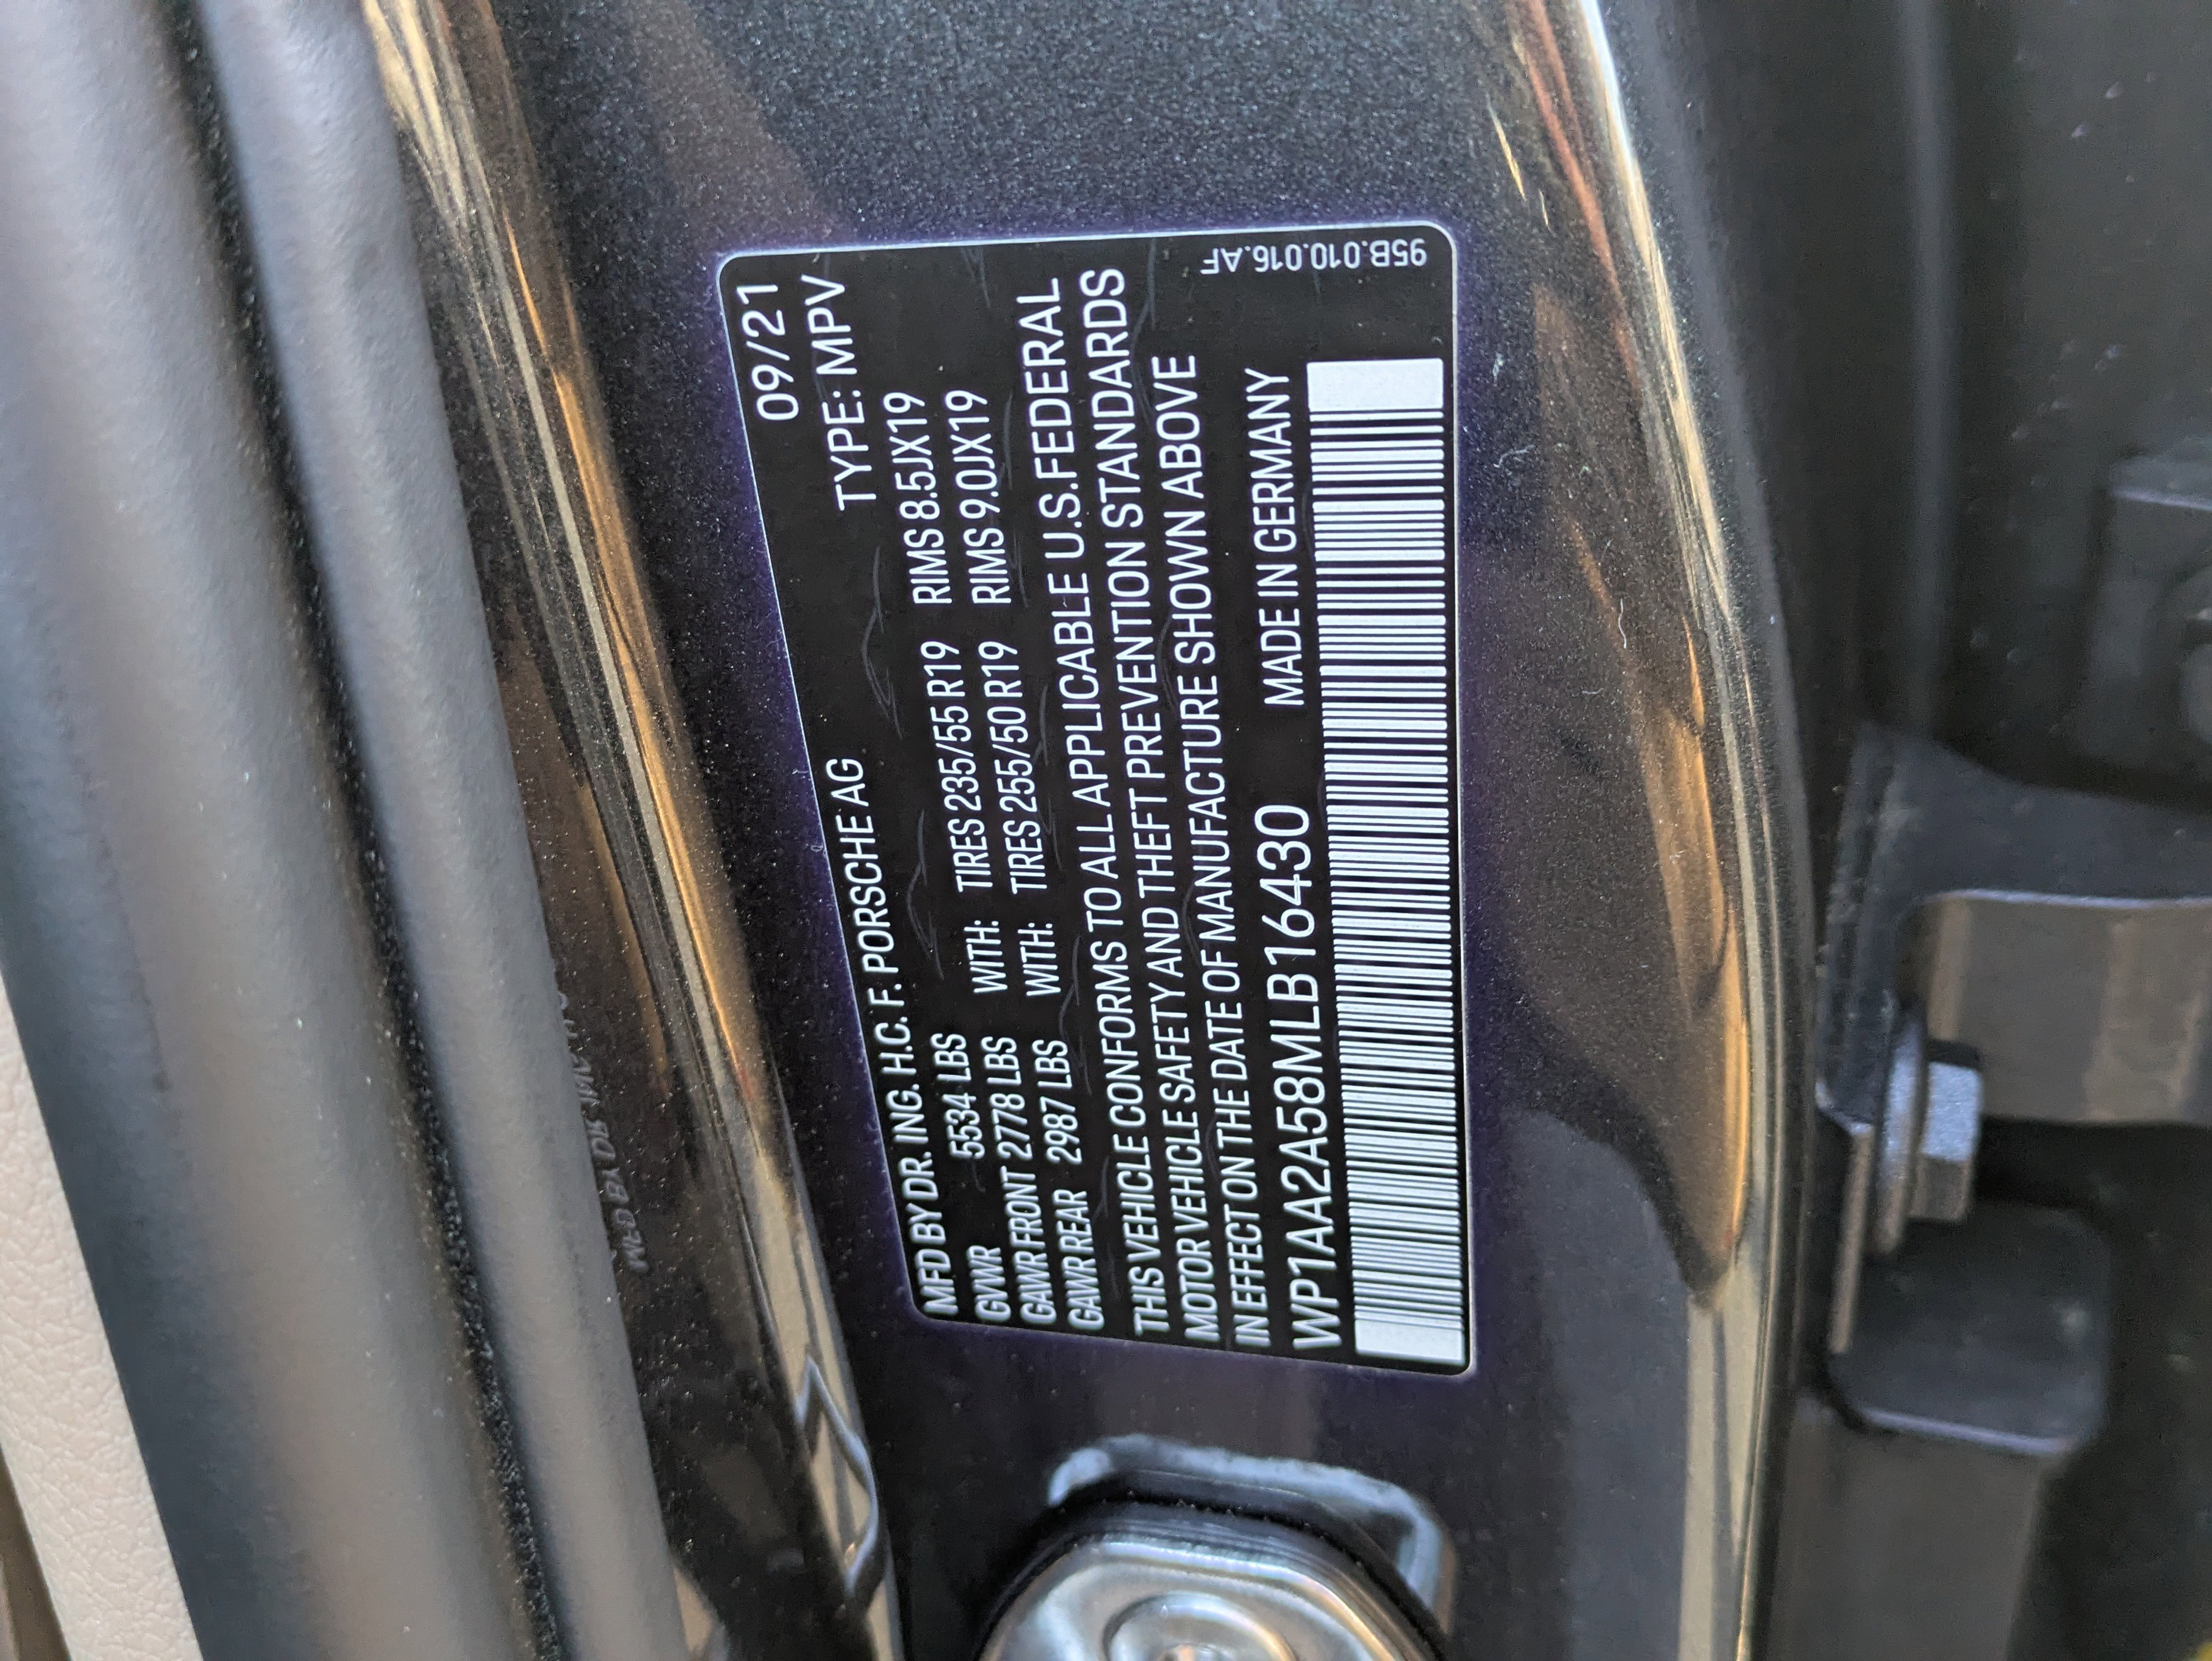 09/21
MFD BY DR. ING. H.C. F. PORSCHE AG TYPE: MPV
GVWR 5534 LBS
GAWR FRONT 2778 LBS WITH: TIRES 235/55 R19 RIMS 8.5JX19
GAWR REAR 2987 LBS WITH: TIRES 255/50 R19 RIMS 9.0JX19
THIS VEHICLE CONFORMS TO ALL APPLICABLE U.S.FEDERAL
MOTOR VEHICLE SAFETY AND THEFT PREVENTION STANDARDS
IN EFFECT ON THE DATE OF MANUFACTURE SHOWN ABOVE
WP1AA2A58MLB16430 MADE IN GERMANY
95B.010.016.AF